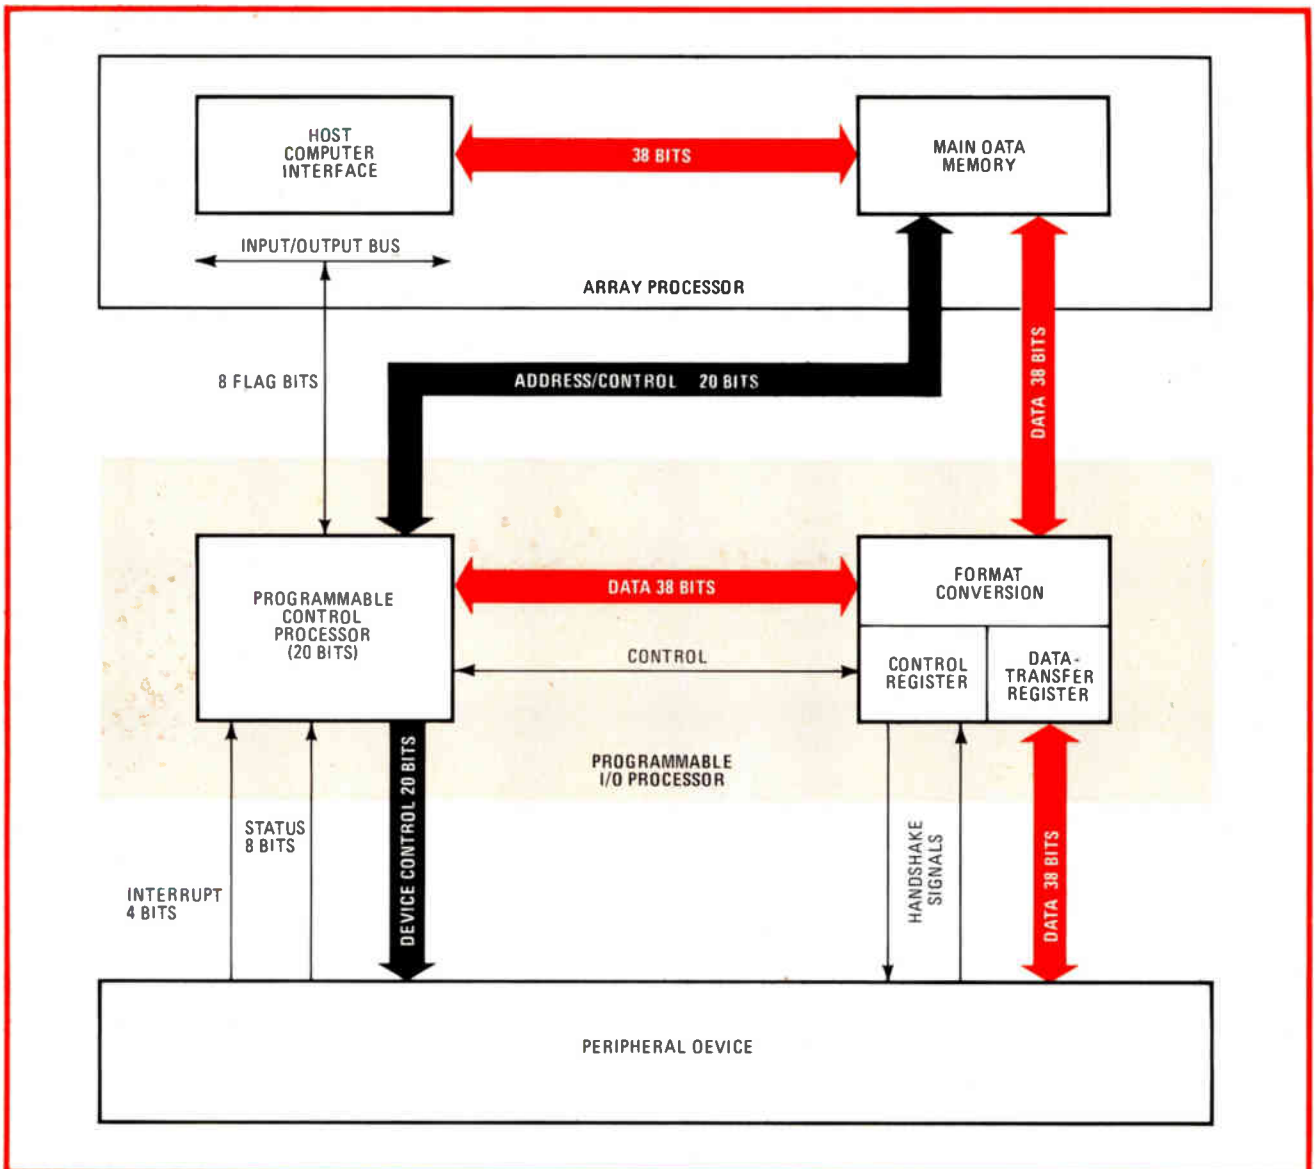 HOST
COMPUTER
INTERFACE
38 BITS
MAIN DATA
MEMORY
INPUT/OUTPUT BUS
ARRAY PROCESSOR
8 FLAG BITS
ADDRESS/CONTROL 20 BITS
DATA 38 BITS
PROGRAMMABLE
CONTROL
PROCESSOR
(20 BITS)
DATA 38 BITS
FORMAT
CONVERSION
CONTROL
CONTROL
REGISTER
DATA-
TRANSFER
REGISTER
PROGRAMMABLE
I/O PROCESSOR
INTERRUPT
4 BITS
STATUS
8 BITS
DEVICE CONTROL 20 BITS
HANDSHAKE
SIGNALS
DATA 38 BITS
PERIPHERAL DEVICE